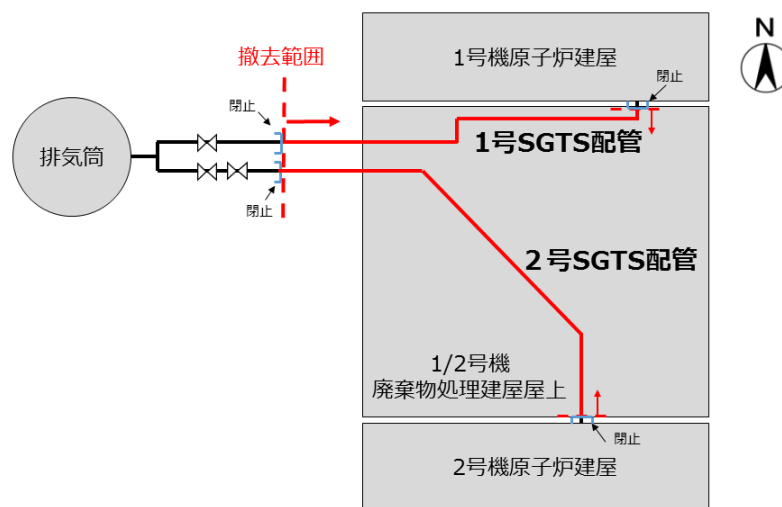 1号機原子炉建屋
N
撤去範囲
閉止
閉止
排気筒
1号SGTS配管
閉止
２号SGTS配管
1/2号機
廃棄物処理建屋屋上
閉止
2号機原子炉建屋